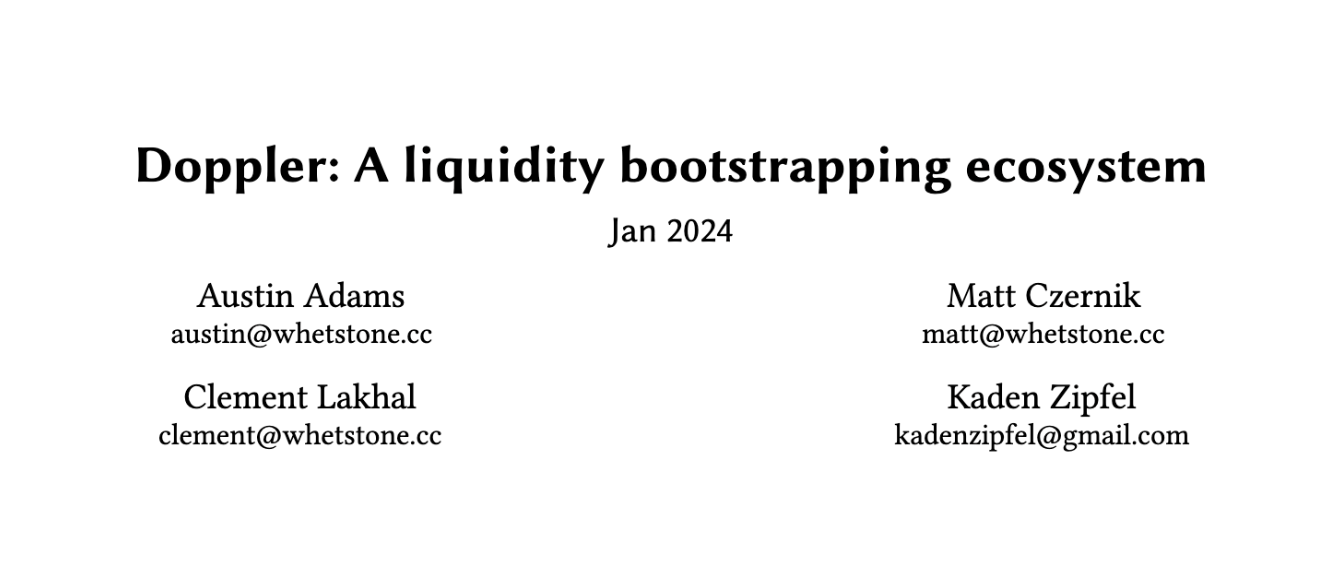 Doppler: A liquidity bootstrapping ecosystem
Jan 2024
Austin Adams
austin@whetstone.cc
Matt Czernik
matt@whetstone.cc
Clement Lakhal
clement@whetstone.cc
Kaden Zipfel
kadenzipfel@gmail.com